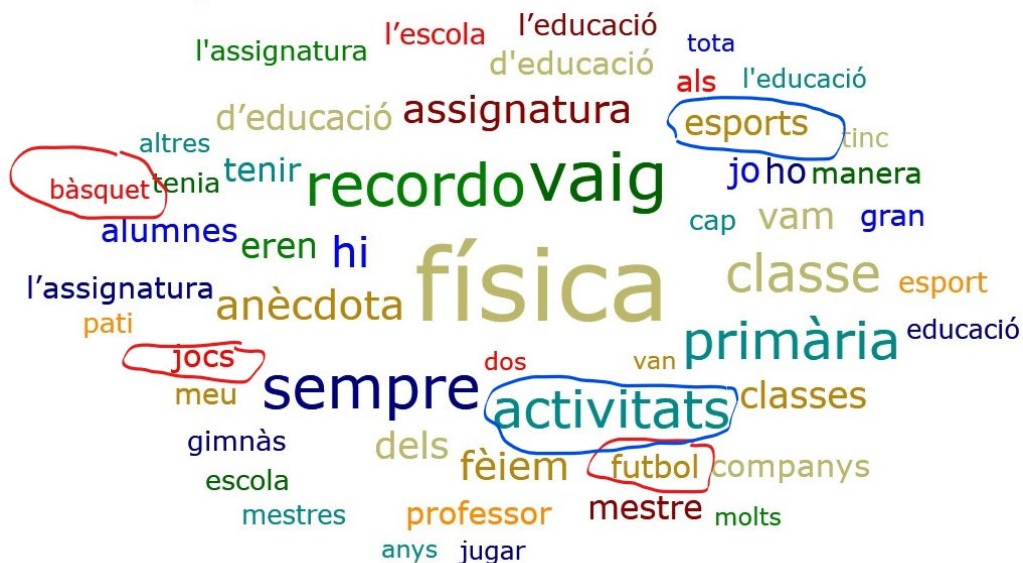 l'assignatura l’escola l’educació
d'educació tota
als l'educació
d’educació assignatura esports tinc
altres
bàsquet tenia tenir recordo vaig jo ho manera
alumnes eren hi cap vam gran
l’assignatura anècdota física classe esport
pati primària educació
jocs sempre dos van
meu activitats classes
gimnàs dels fèiem futbol companys
escola
mestres professor mestre molts
anys jugar